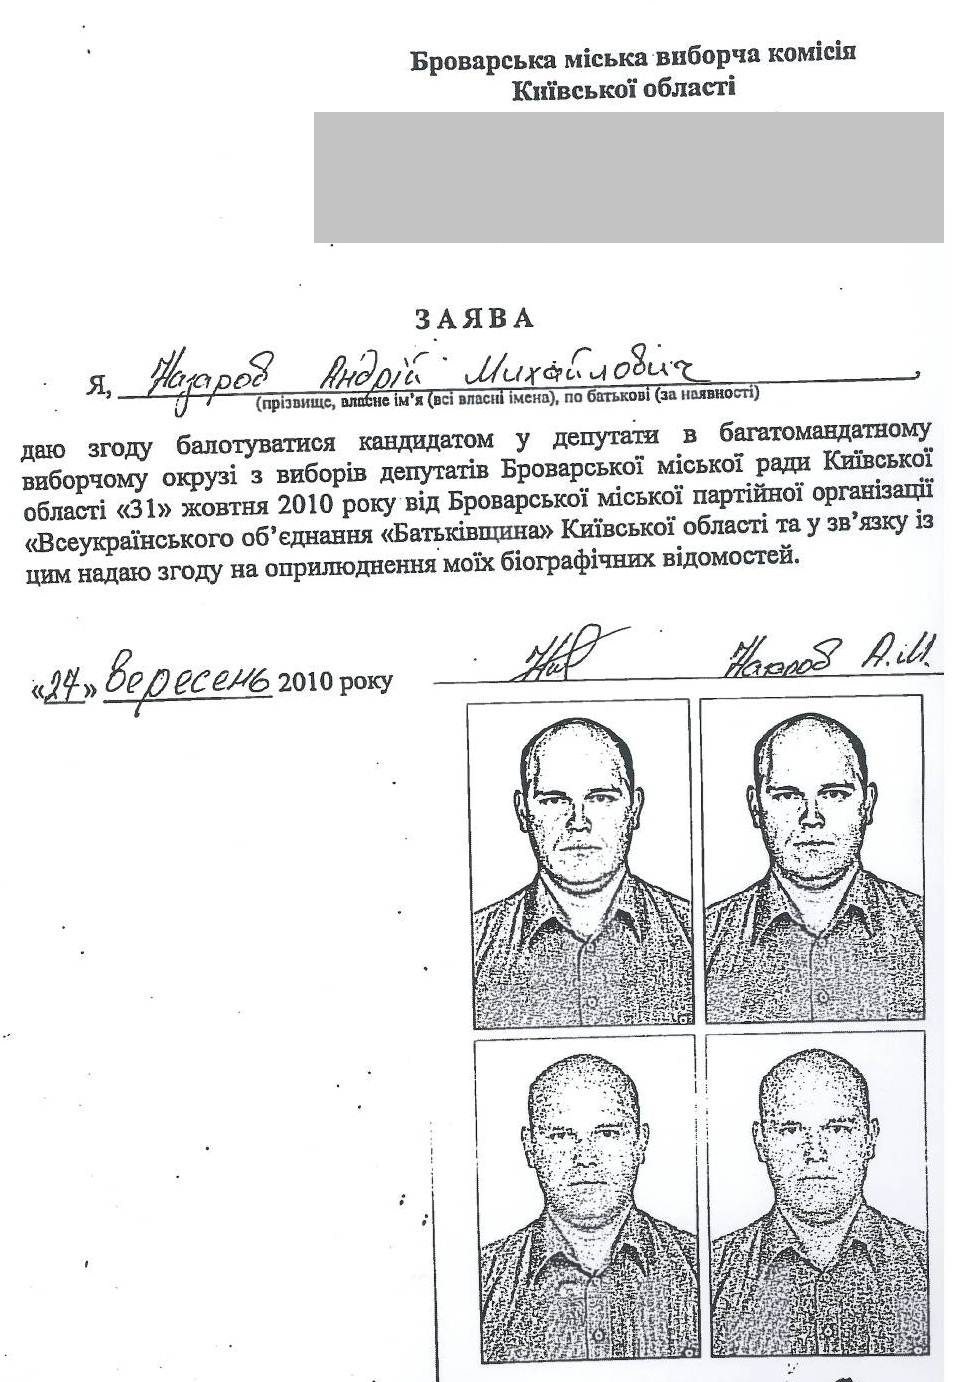 Броварська міська виборча комісія
Київської області
ЗАЯВА
Я, Назаров Андрій Михайлович,
(прізвище, власне ім’я (всі власні імена), по батькові (за наявності)
даю згоду балотуватися кандидатом у депутати в багатомандатному
виборчому окрузі з виборів депутатів Броварської міської ради Київської
області «31» жовтня 2010 року від Броварської міської партійної організації
«Всеукраїнського об’єднання «Батьківщина» Київської області та у зв’язку із
цим надаю згоду на оприлюднення моїх біографічних відомостей.
«27» Вересень 2010 року Назаров А.М.